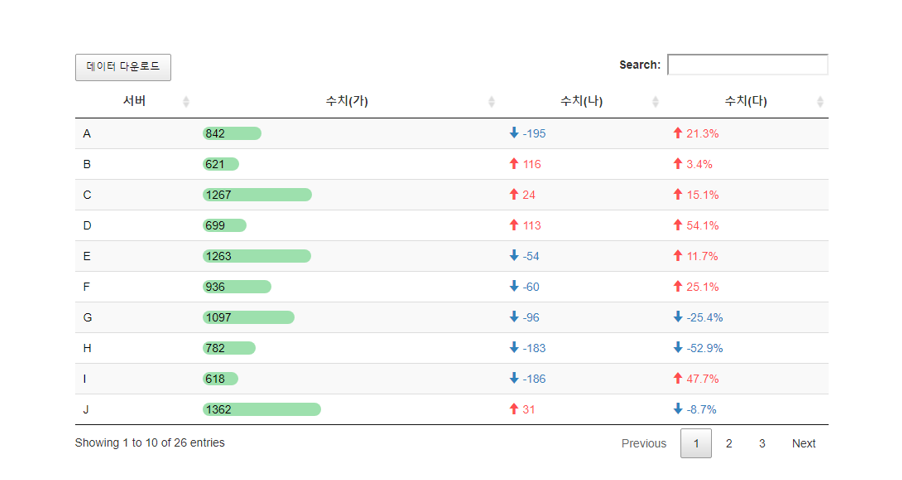 데이터 다운로드 Search:
서버 수치(가) 수치(나) 수치(다)
A 842 -195 21.3%
B 621 116 3.4%
C 1267 24 15.1%
D 699 113 54.1%
E 1263 -54 11.7%
F 936 -60 25.1%
G 1097 -96 -25.4%
H 782 -183 -52.9%
I 618 -186 47.7%
J 1362 31 -8.7%
Showing 1 to 10 of 26 entries Previous 1 2 3 Next